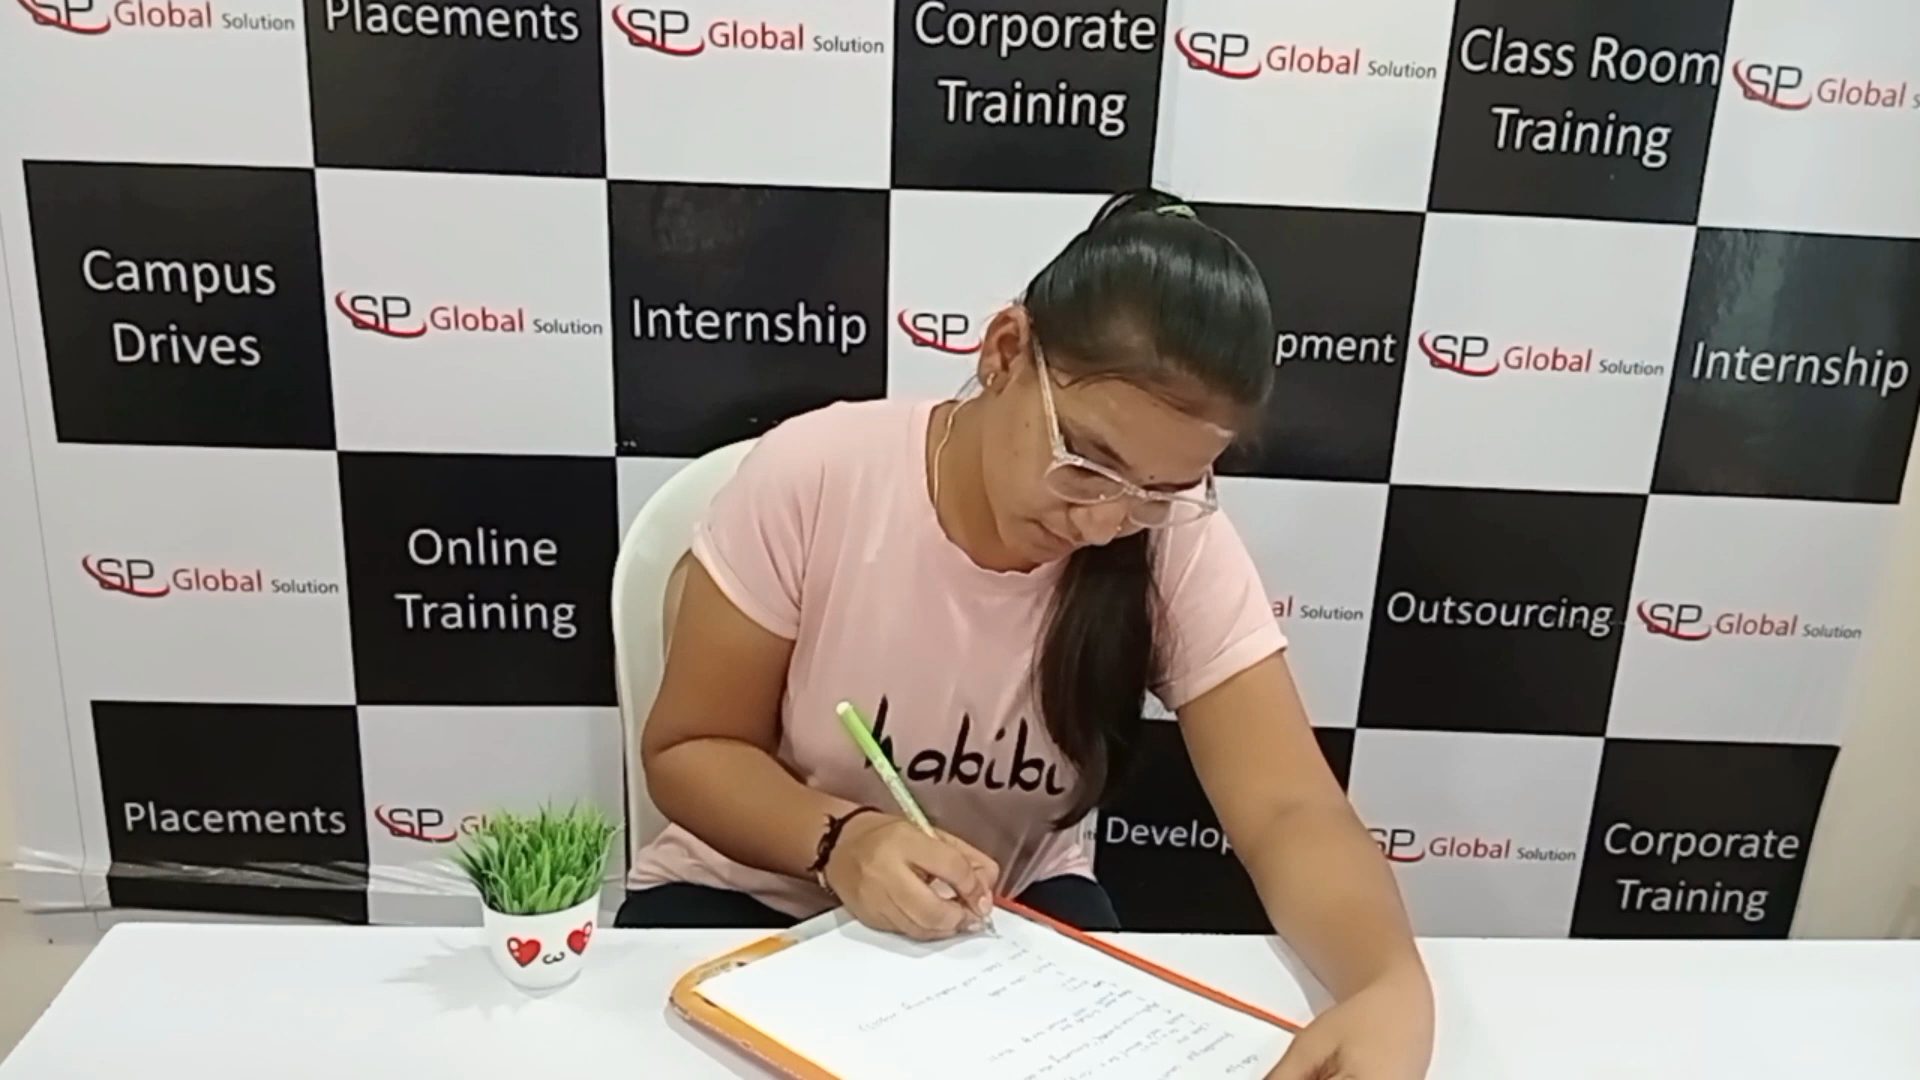 SP Global Solution
Placements
SP Global Solution
Corporate
Training
SP Global Solution
Class Room
Training
SP Global
Campus
Drives
SP Global Solution
Internship
SP
pment
SP Global Solution
Internship
SP Global Solution
Online
Training
al Solution
Outsourcing
SP Global Solution
habibi
Placements
SP
Develop
SP Global Solution
Corporate
Training